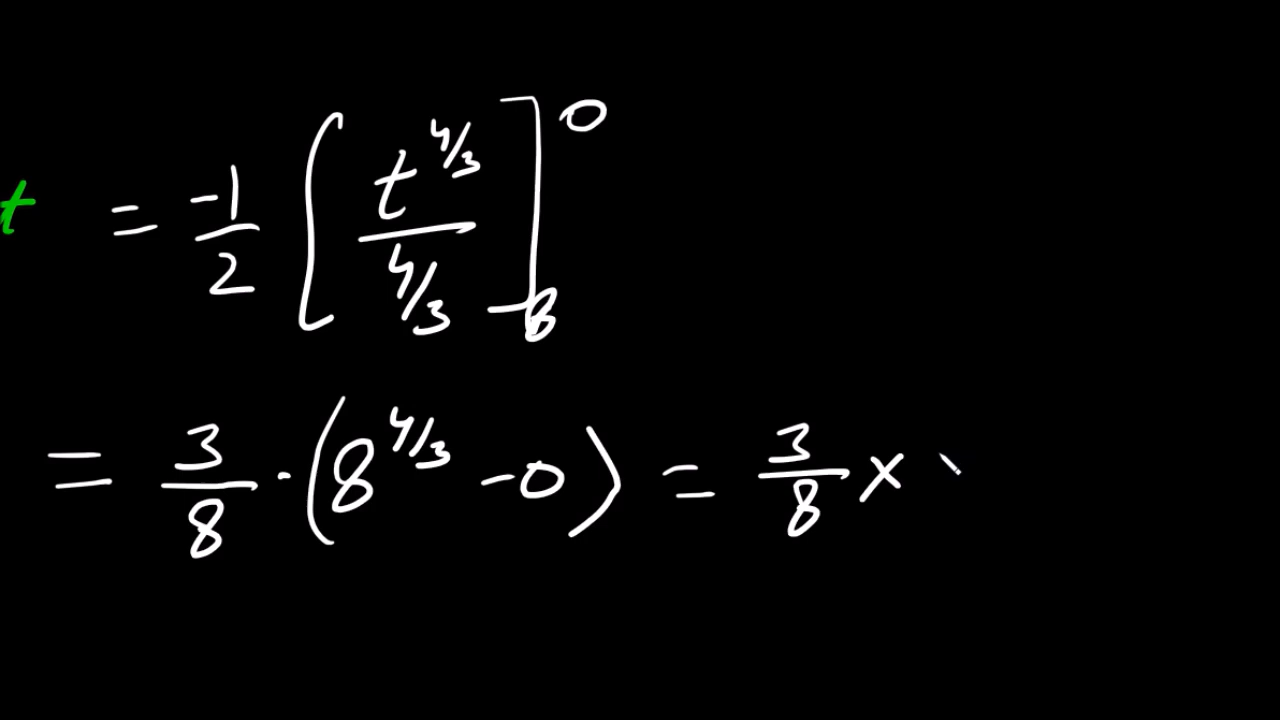 t = -1/2 [ t^4/3 / 4/3 ]_8^0
= 3/8 · (8^4/3 - 0) = 3/8 ×